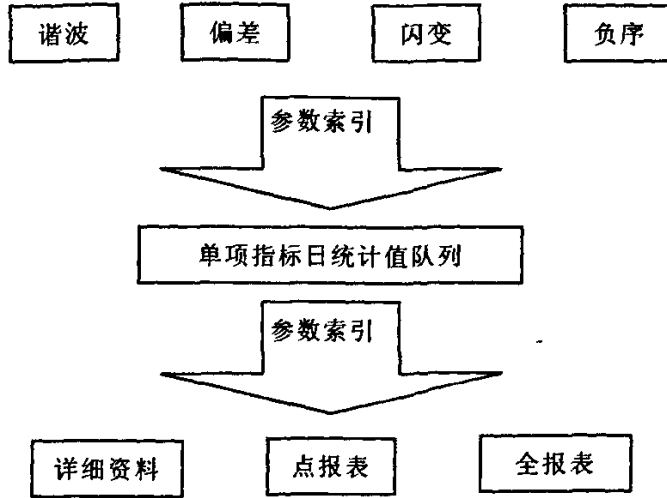 谐波 偏差 闪变 负序
参数索引
单项指标日统计值队列
参数索引
详细资料 点报表 全报表